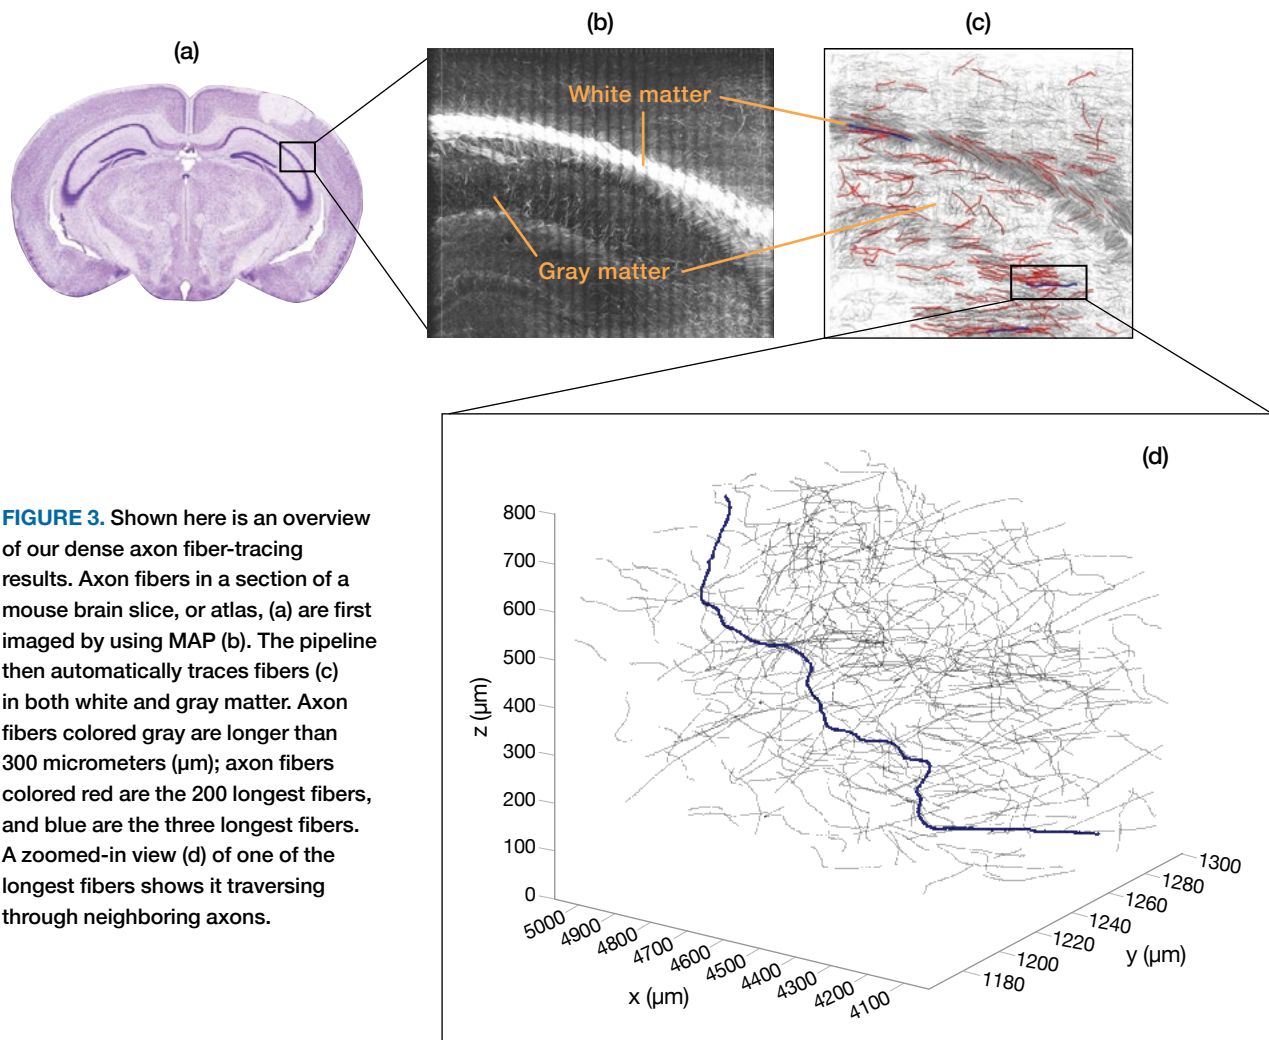 (a)
(b)
(c)
White matter
Gray matter
(d)
FIGURE 3. Shown here is an overview
of our dense axon fiber-tracing
results. Axon fibers in a section of a
mouse brain slice, or atlas, (a) are first
imaged by using MAP (b). The pipeline
then automatically traces fibers (c)
in both white and gray matter. Axon
fibers colored gray are longer than
300 micrometers (µm); axon fibers
colored red are the 200 longest fibers,
and blue are the three longest fibers.
A zoomed-in view (d) of one of the
longest fibers shows it traversing
through neighboring axons.
800
700
600
500
400
300
200
100
0
z (µm)
5000
4900
4800
4700
4600
4500
4400
4300
4200
4100
x (µm)
1300
1280
1260
1240
1220
1200
1180
y (µm)